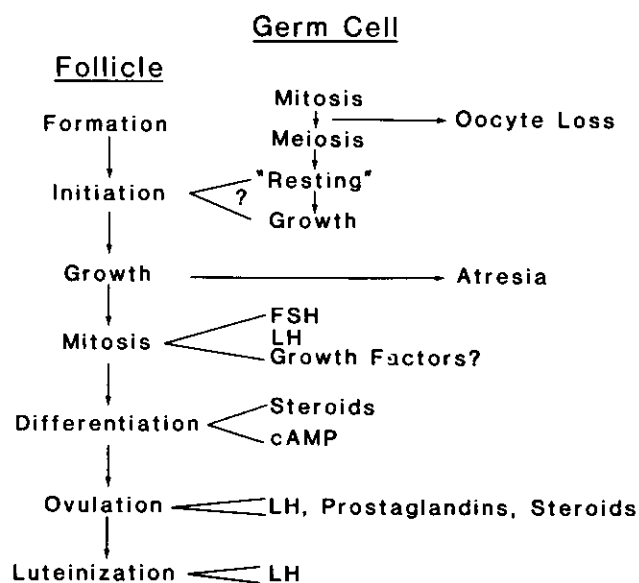 Germ Cell
Follicle
Mitosis
Formation
Oocyte Loss
Meiosis
"Resting"
Initiation
?
Growth
Growth
Atresia
FSH
LH
Mitosis
Growth Factors?
Steroids
Differentiation
cAMP
Ovulation
LH, Prostaglandins, Steroids
Luteinization
LH